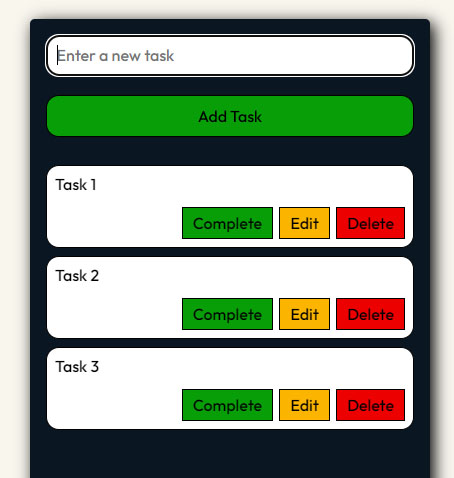 Enter a new task
Add Task
Task 1
Complete Edit Delete
Task 2
Complete Edit Delete
Task 3
Complete Edit Delete